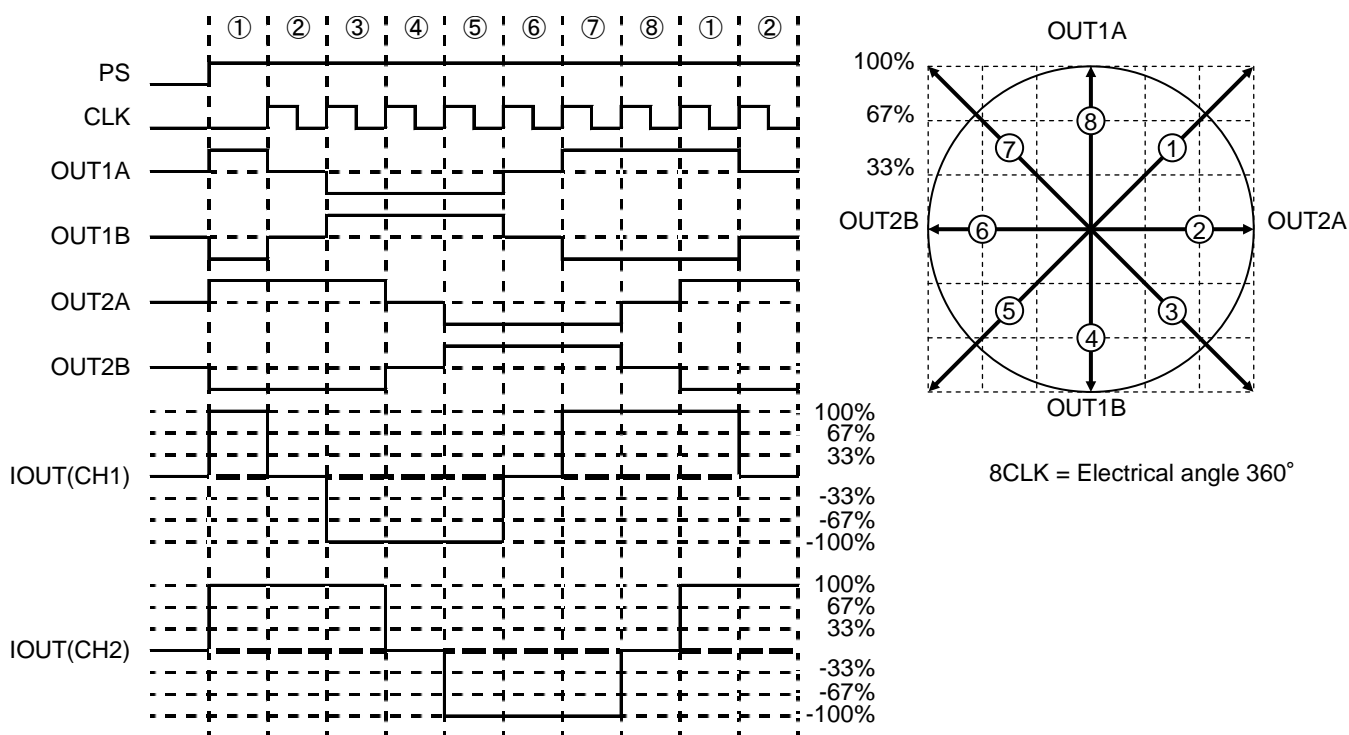 ① ② ③ ④ ⑤ ⑥ ⑦ ⑧ ① ②
PS
CLK
OUT1A
OUT1B
OUT2A
OUT2B
IOUT(CH1)
100%
67%
33%
-33%
-67%
-100%
IOUT(CH2)
100%
67%
33%
-33%
-67%
-100%
OUT1A
100%
67%
33%
⑧
⑦ ①
OUT2B ⑥ ② OUT2A
⑤ ③
④
OUT1B
8CLK = Electrical angle 360°